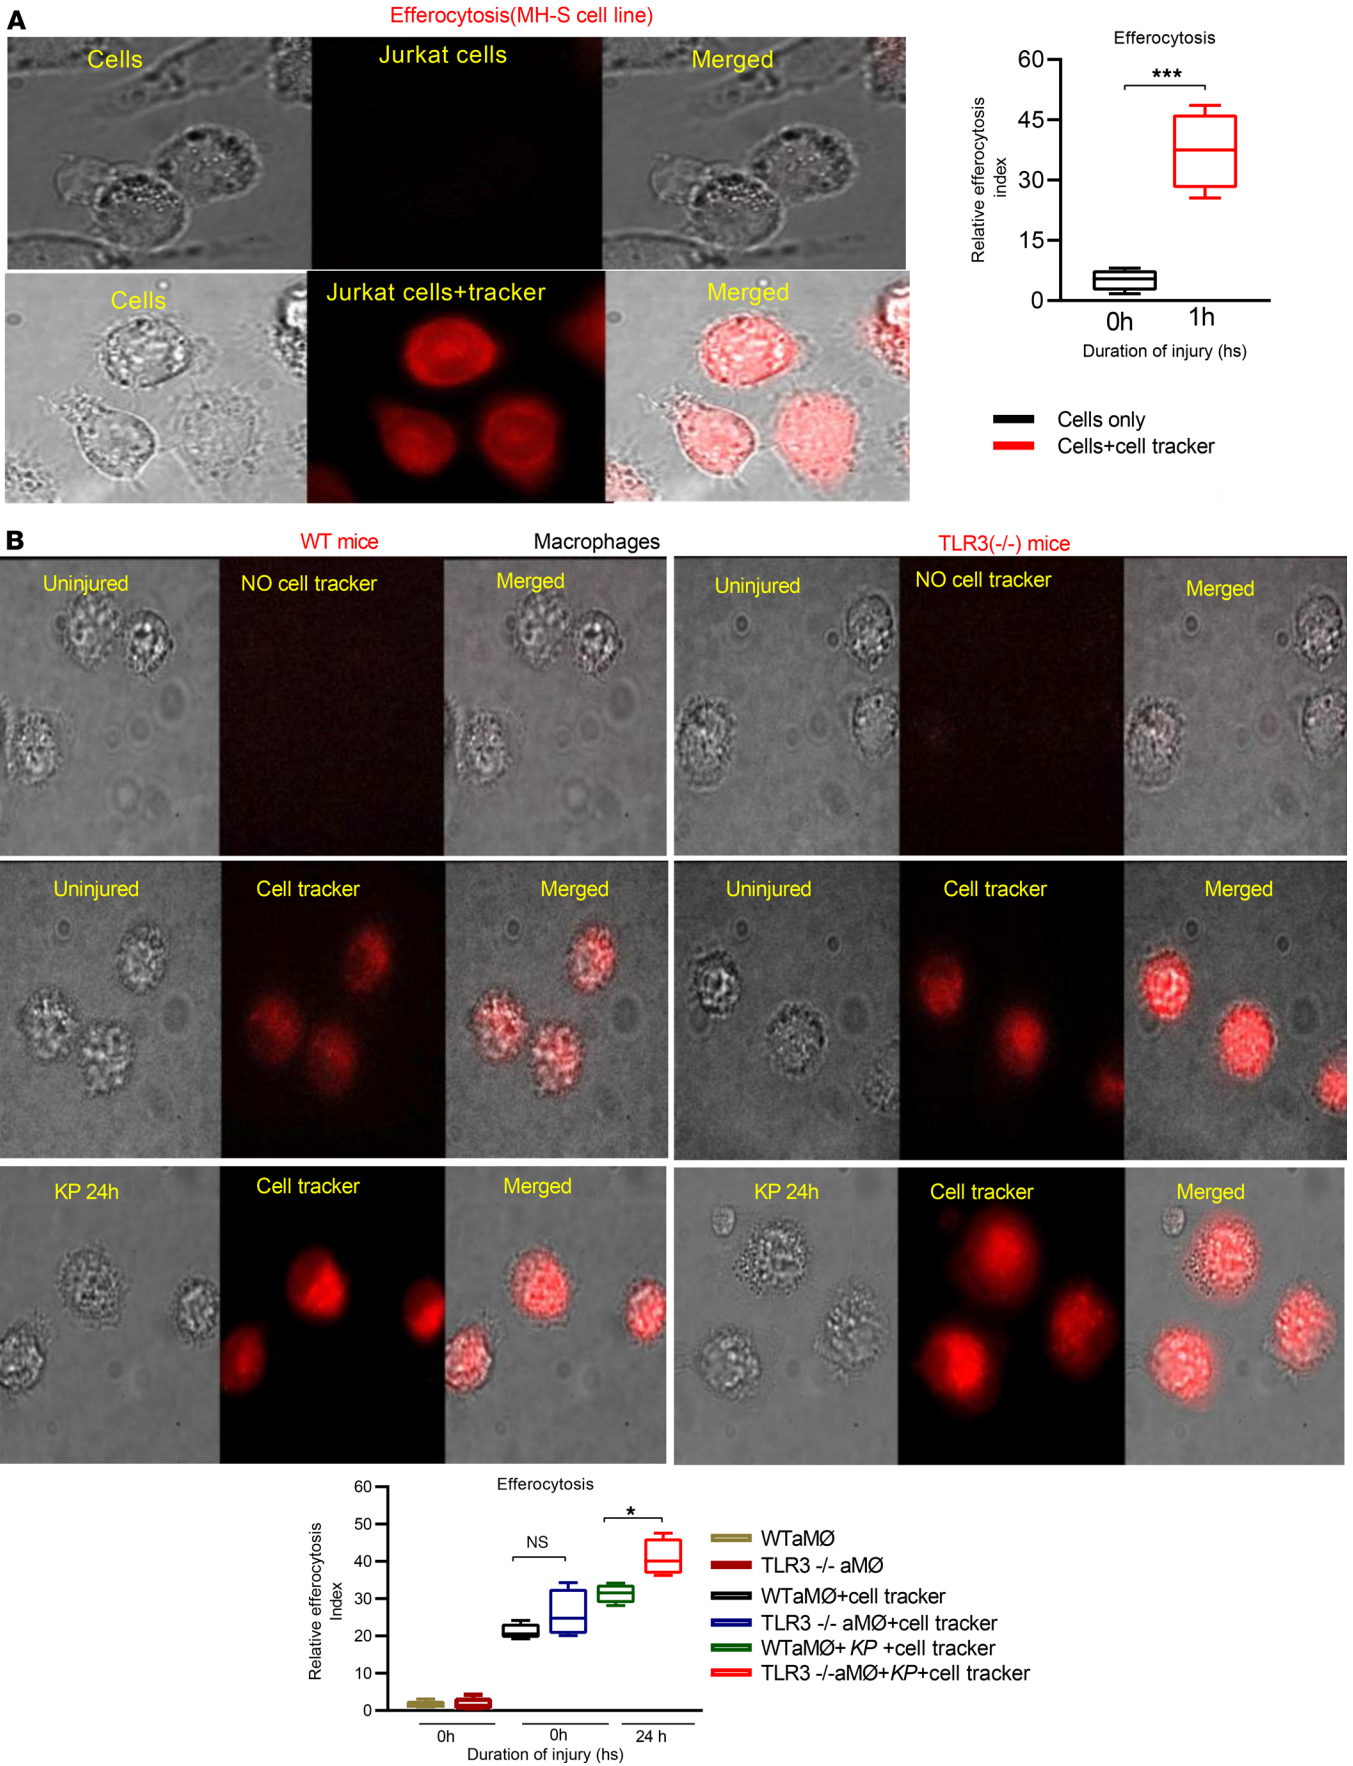 A
Efferocytosis(MH-S cell line)
Cells
Jurkat cells
Merged
Cells
Jurkat cells+tracker
Merged
Efferocytosis
Relative efferocytosis
index
60
45
30
15
0
***
0h
1h
Duration of injury (hs)
Cells only
Cells+cell tracker
B
WT mice
Macrophages
TLR3(-/-) mice
Uninjured
NO cell tracker
Merged
Uninjured
NO cell tracker
Merged
Uninjured
Cell tracker
Merged
Uninjured
Cell tracker
Merged
KP 24h
Cell tracker
Merged
KP 24h
Cell tracker
Merged
Efferocytosis
Relative efferocytosis
Index
60
50
40
30
20
10
0
NS
*
0h
0h
24 h
Duration of injury (hs)
WTaMØ
TLR3 -/- aMØ
WTaMØ+cell tracker
TLR3 -/- aMØ+cell tracker
WTaMØ+ KP +cell tracker
TLR3 -/-aMØ+KP+cell tracker